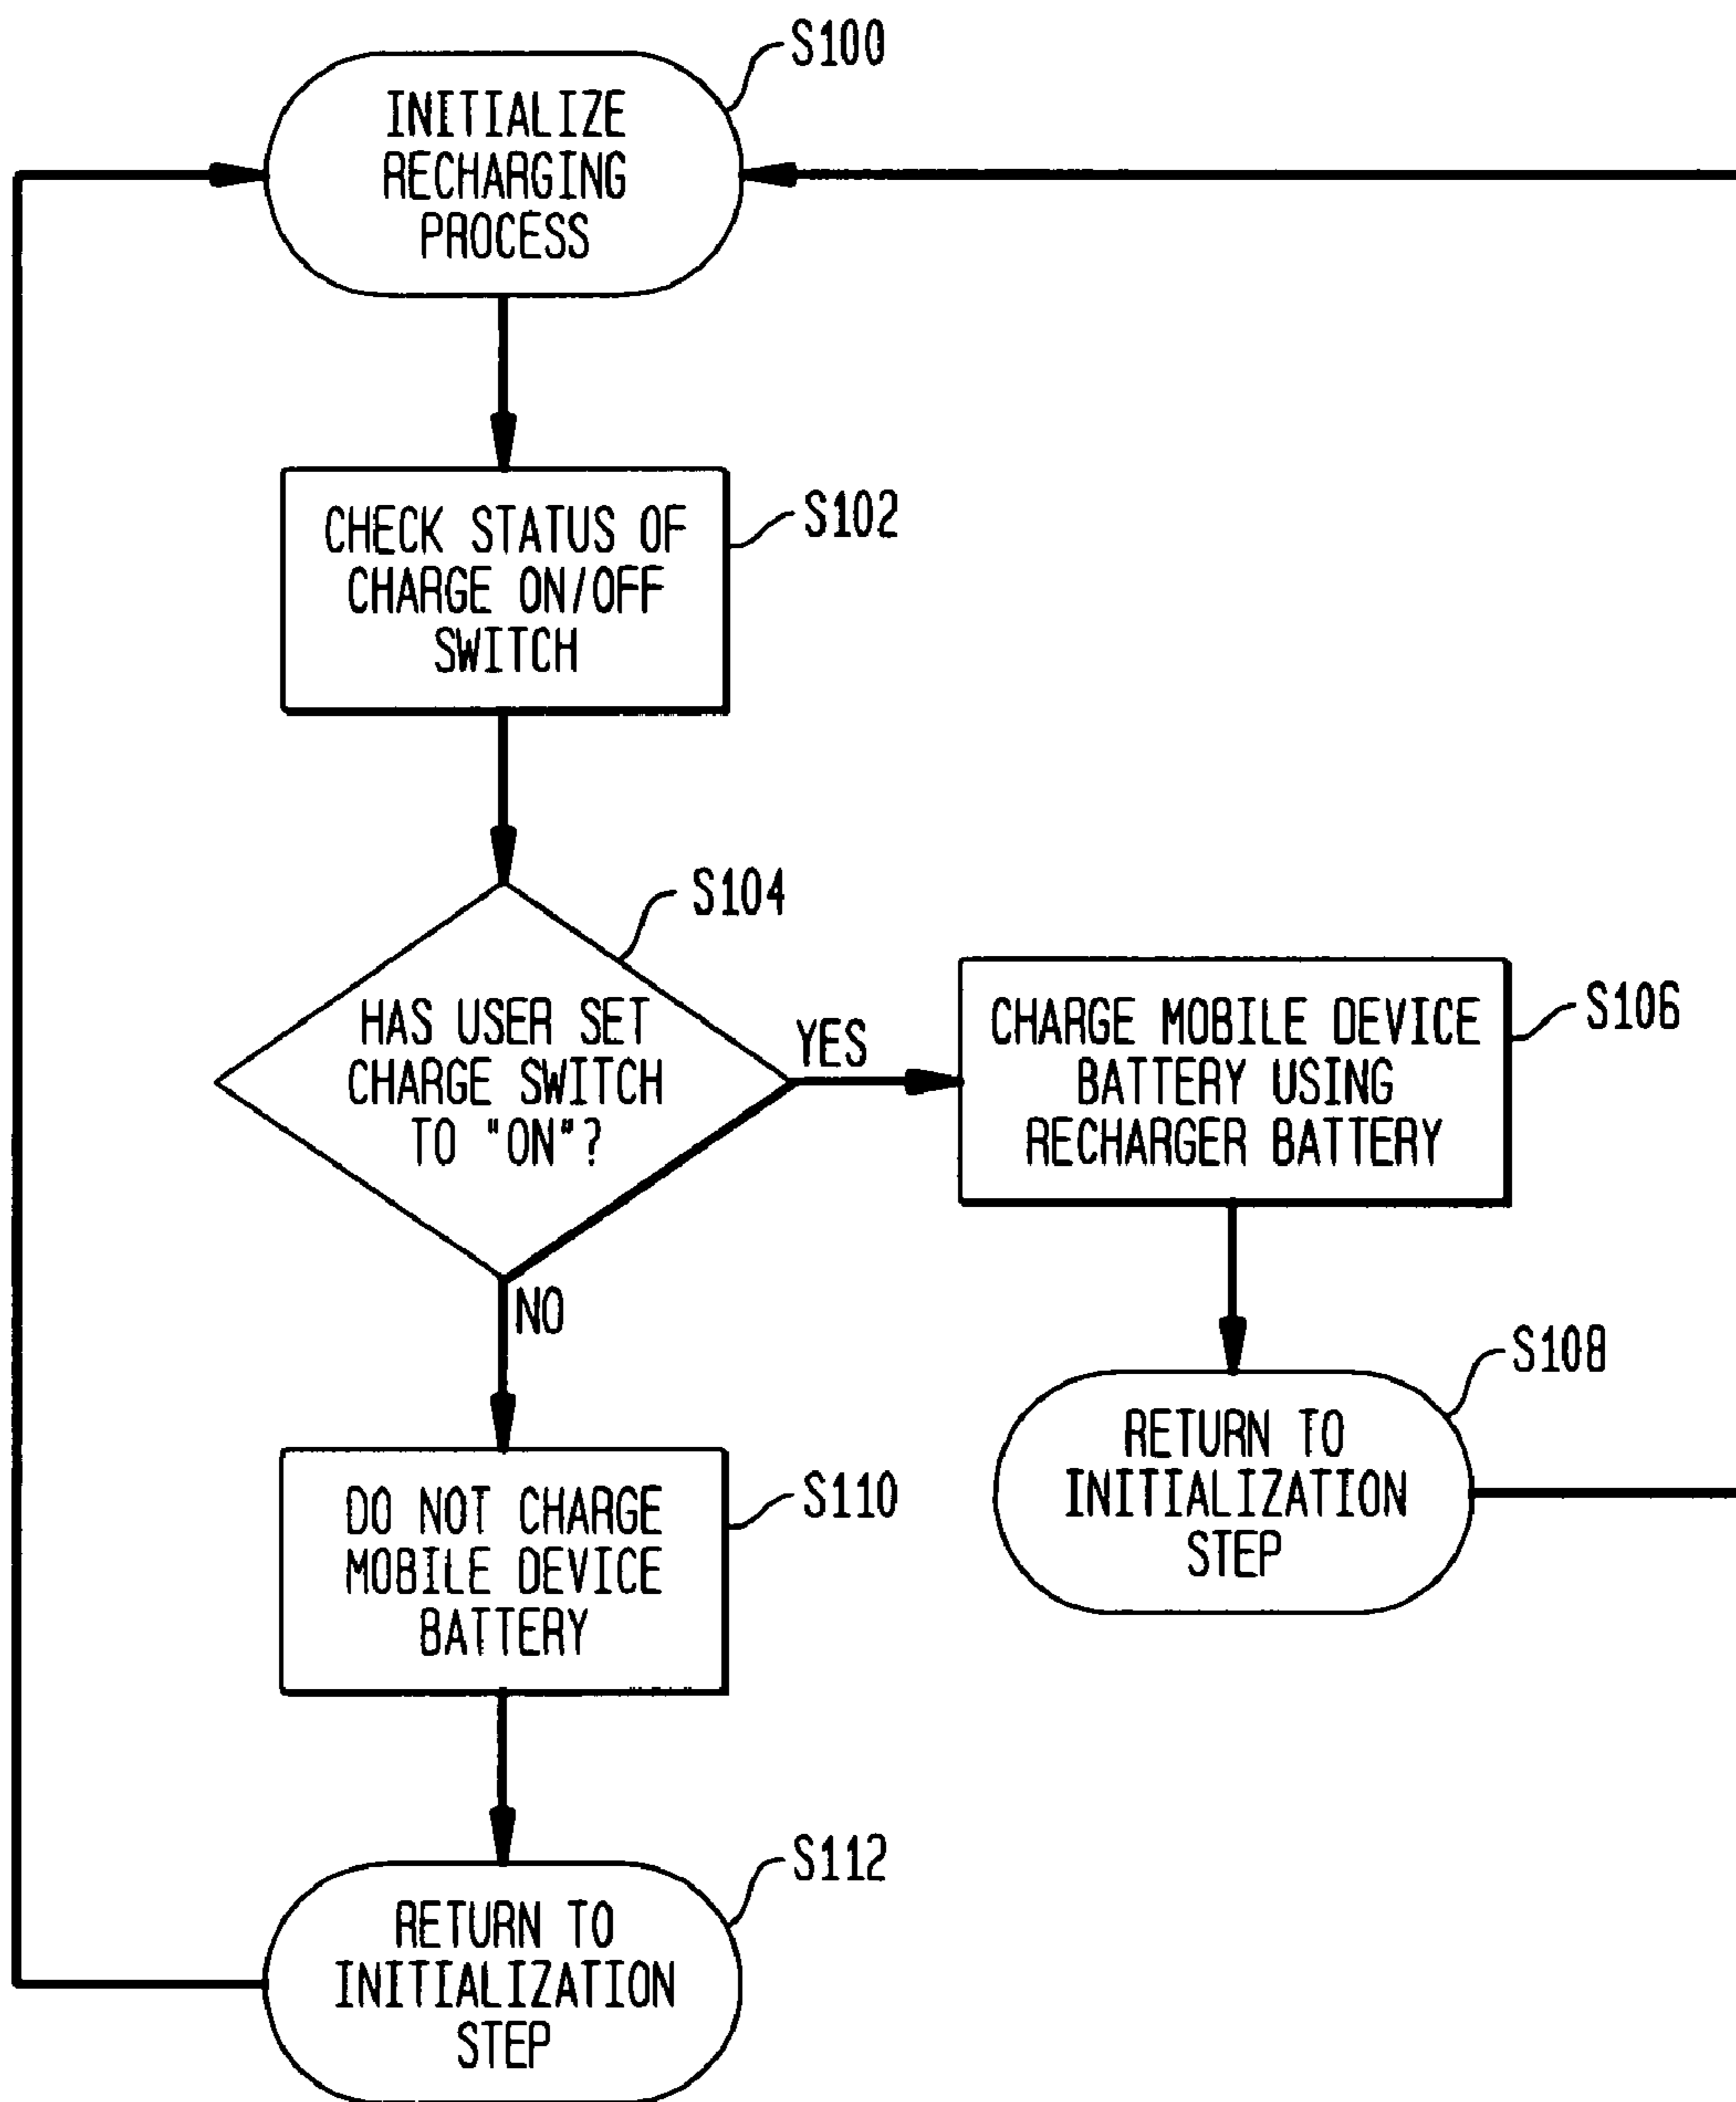 S100
INITIALIZE
RECHARGING
PROCESS
S102
CHECK STATUS OF
CHARGE ON/OFF
SWITCH
S104
HAS USER SET
CHARGE SWITCH
TO "ON"?
YES
S106
CHARGE MOBILE DEVICE
BATTERY USING
RECHARGER BATTERY
NO
S108
RETURN TO
INITIALIZATION
STEP
S110
DO NOT CHARGE
MOBILE DEVICE
BATTERY
S112
RETURN TO
INITIALIZATION
STEP